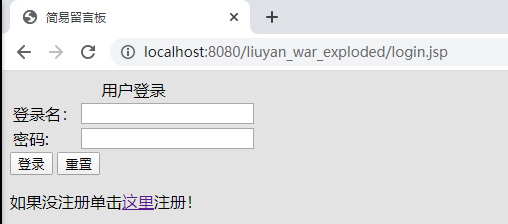 简易留言板
localhost:8080/liuyan_war_exploded/login.jsp
用户登录
登录名：
密码:
登录 重置
如果没注册单击这里注册！